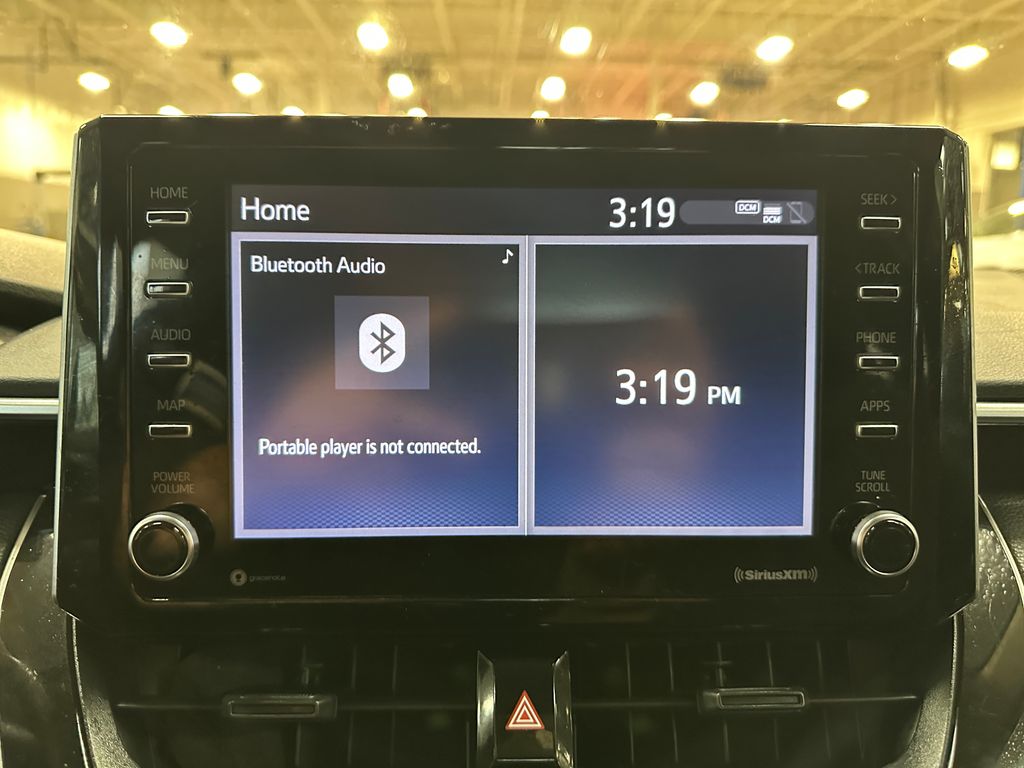 HOME
MENU
AUDIO
MAP
POWER
VOLUME
Home
3:19
DCM
DCM
Bluetooth Audio
Portable player is not connected.
3:19 PM
SEEK >
< TRACK
PHONE
APPS
TUNE
SCROLL
gracenote
SiriusXM